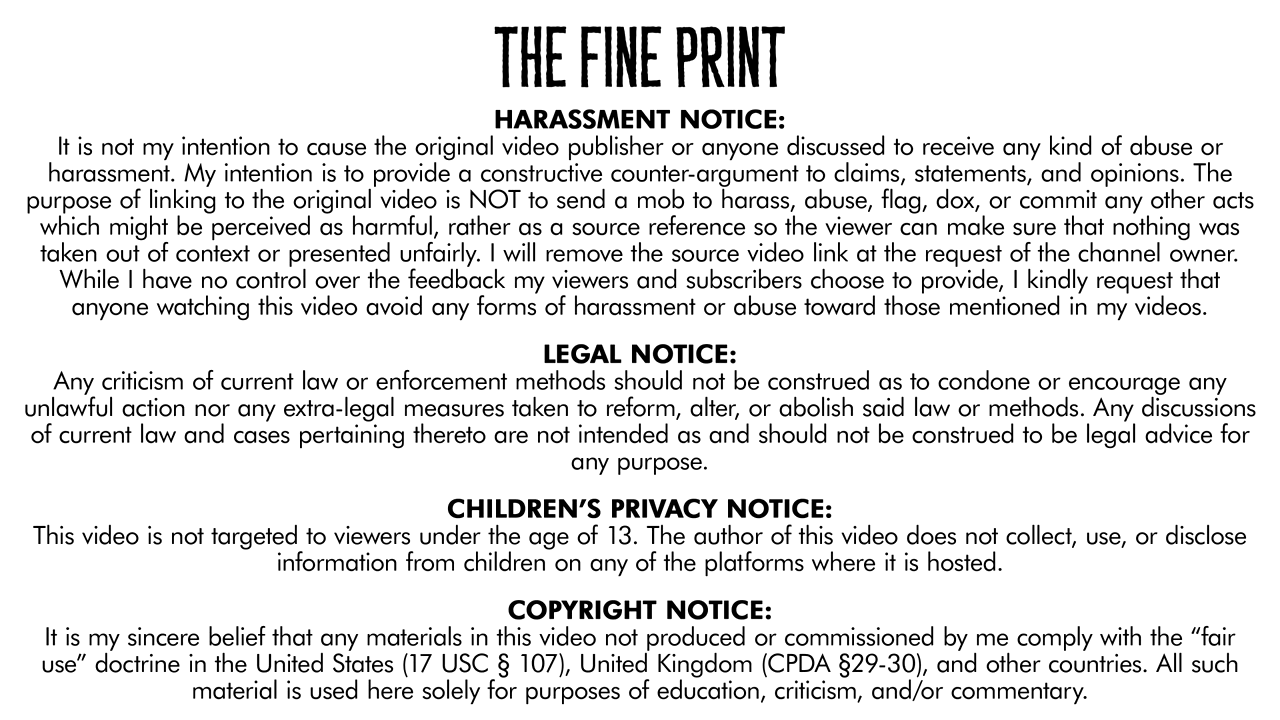 THE FINE PRINT
HARASSMENT NOTICE:
It is not my intention to cause the original video publisher or anyone discussed to receive any kind of abuse or
harassment. My intention is to provide a constructive counter-argument to claims, statements, and opinions. The
purpose of linking to the original video is NOT to send a mob to harass, abuse, flag, dox, or commit any other acts
which might be perceived as harmful, rather as a source reference so the viewer can make sure that nothing was
taken out of context or presented unfairly. I will remove the source video link at the request of the channel owner.
While I have no control over the feedback my viewers and subscribers choose to provide, I kindly request that
anyone watching this video avoid any forms of harassment or abuse toward those mentioned in my videos.
LEGAL NOTICE:
Any criticism of current law or enforcement methods should not be construed as to condone or encourage any
unlawful action nor any extra-legal measures taken to reform, alter, or abolish said law or methods. Any discussions
of current law and cases pertaining thereto are not intended as and should not be construed to be legal advice for
any purpose.
CHILDREN’S PRIVACY NOTICE:
This video is not targeted to viewers under the age of 13. The author of this video does not collect, use, or disclose
information from children on any of the platforms where it is hosted.
COPYRIGHT NOTICE:
It is my sincere belief that any materials in this video not produced or commissioned by me comply with the “fair
use” doctrine in the United States (17 USC § 107), United Kingdom (CPDA §29-30), and other countries. All such
material is used here solely for purposes of education, criticism, and/or commentary.